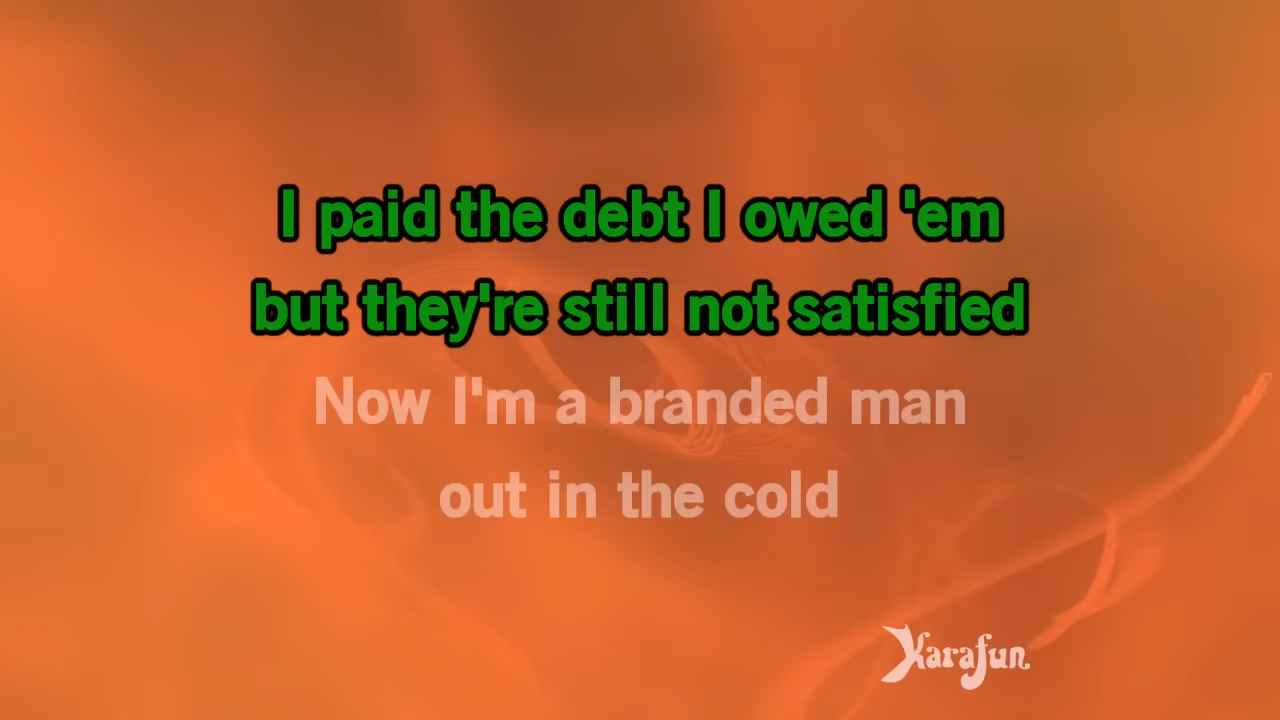 I paid the debt I owed 'em
but they're still not satisfied
Now I'm a branded man
out in the cold
Karafun